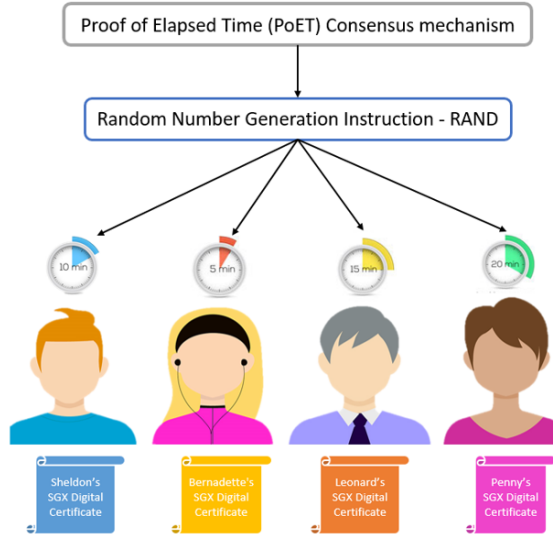 Proof of Elapsed Time (PoET) Consensus mechanism
Random Number Generation Instruction - RAND
10 min
5 min
15 min
20 min
Sheldon's
SGX Digital
Certificate
Bernadette's
SGX Digital
Certificate
Leonard's
SGX Digital
Certificate
Penny's
SGX Digital
Certificate